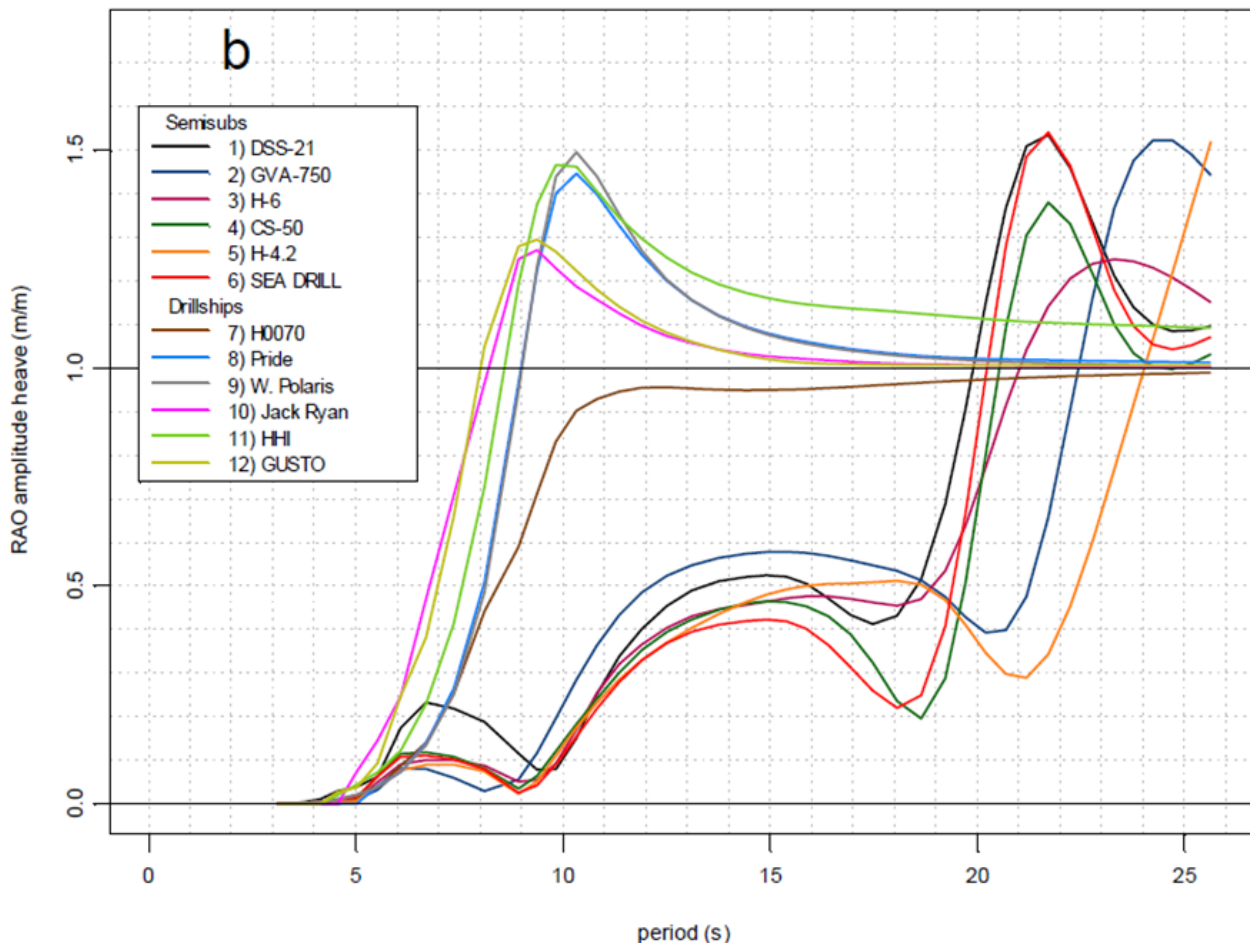 b
Semisubs
1) DSS-21
2) GVA-750
3) H-6
4) CS-50
5) H-4.2
6) SEA DRILL
Drillships
7) H0070
8) Pride
9) W. Polaris
10) Jack Ryan
11) HHI
12) GUSTO
RAO amplitude heave (m/m)
1.5
1.0
0.5
0.0
0 5 10 15 20 25
period (s)